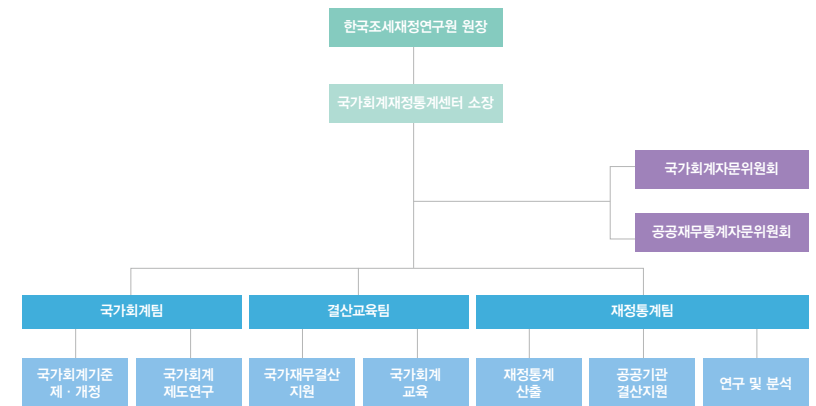 한국조세재정연구원 원장
국가회계재정통계센터 소장
국가회계자문위원회
공공재무통계자문위원회
국가회계팀
결산교육팀
재정통계팀
국가회계기준
제 · 개정
국가회계
제도연구
국가재무결산
지원
국가회계
교육
재정통계
산출
공공기관
결산지원
연구 및 분석